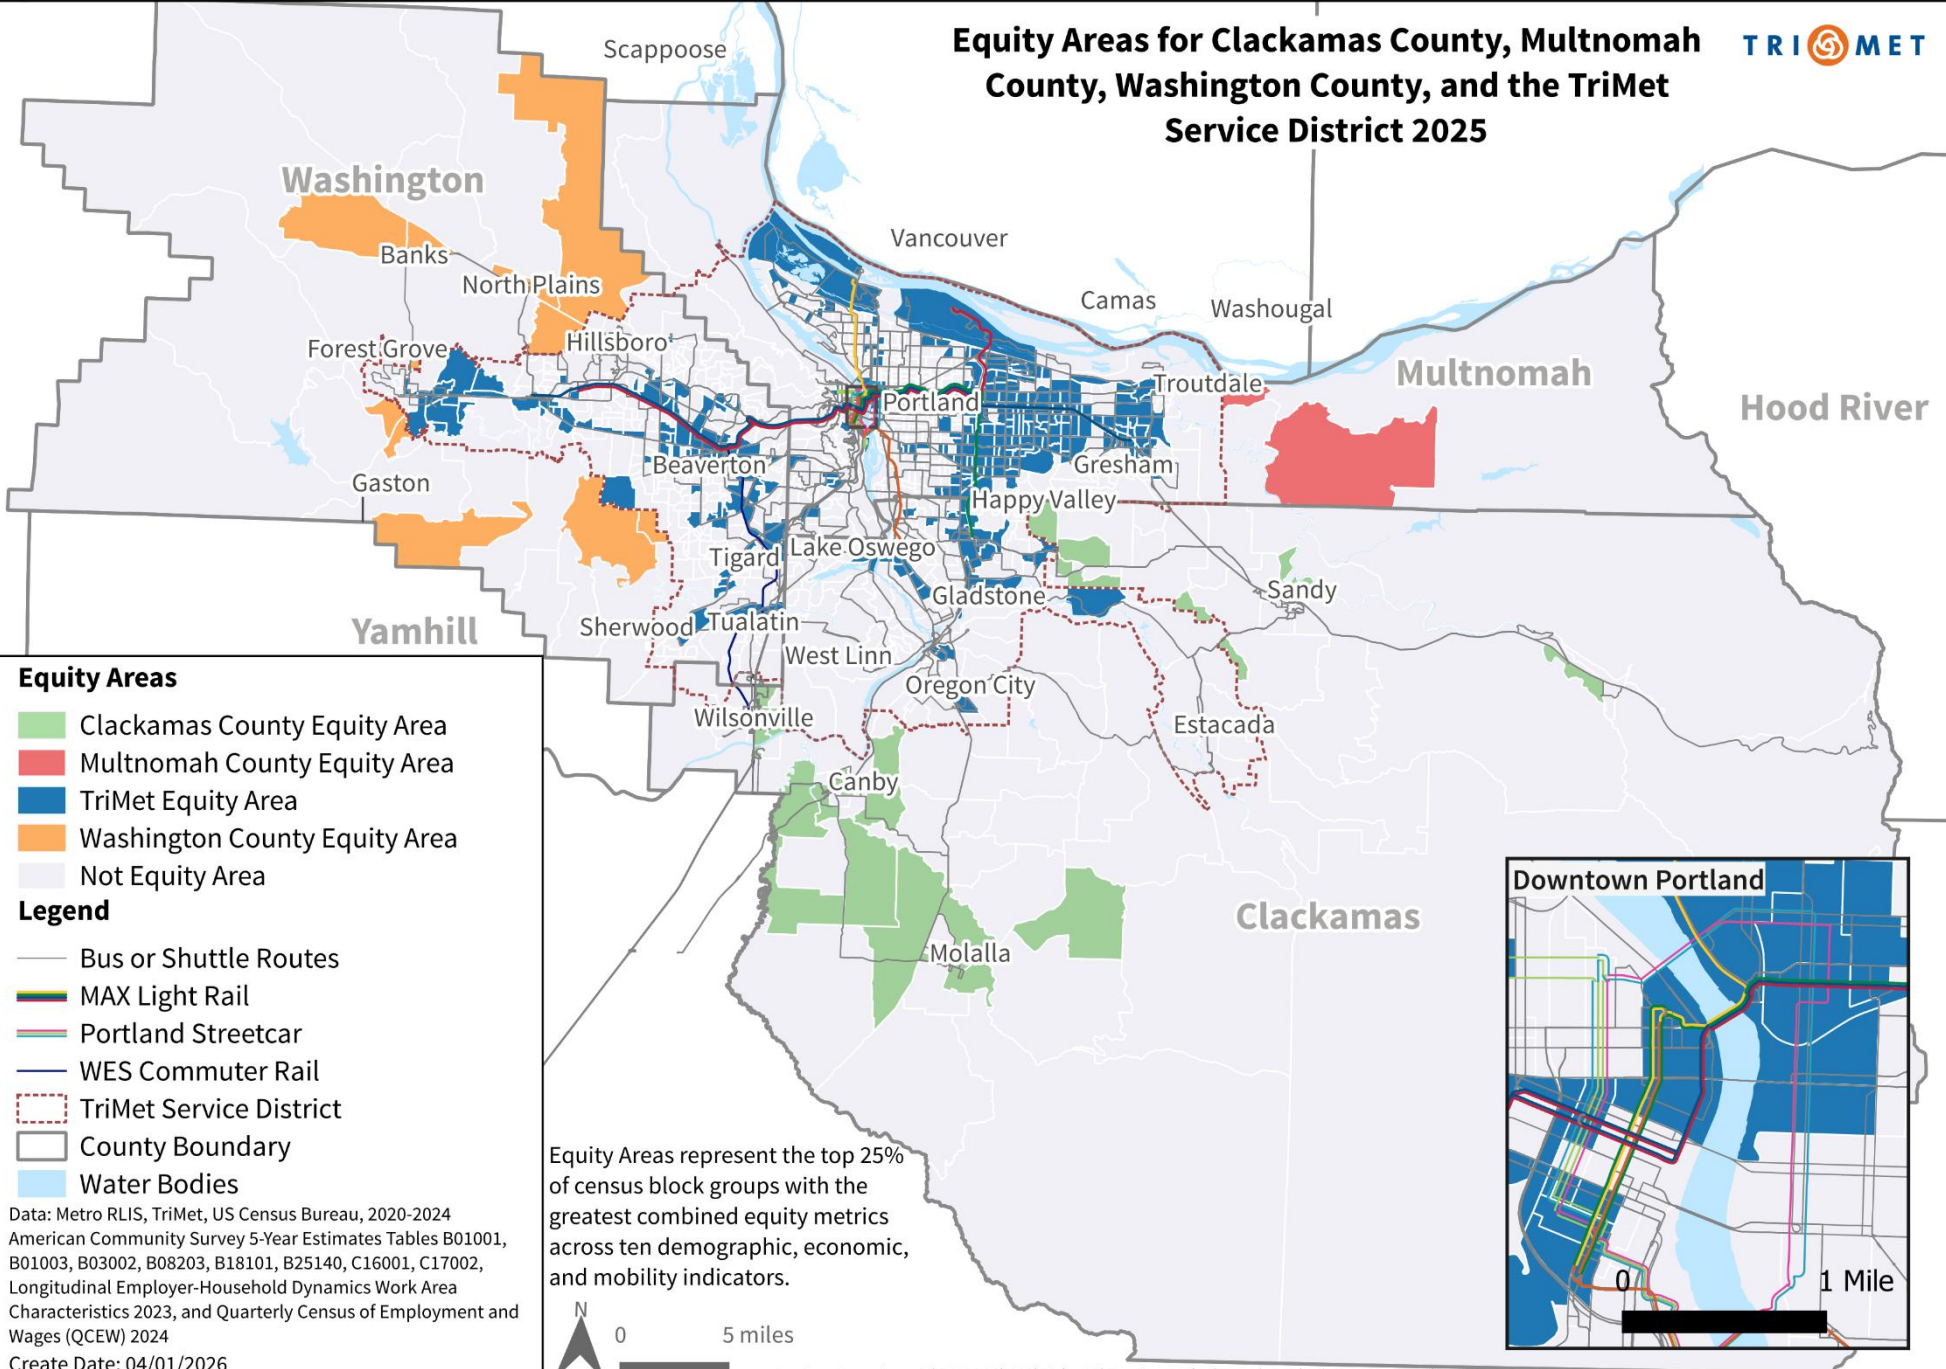 Equity Areas for Clackamas County, Multnomah
County, Washington County, and the TriMet
Service District 2025
TRI MET
Scappoose
Washington
Vancouver
Banks
North Plains
Camas
Washougal
Forest Grove
Hillsboro
Troutdale
Multnomah
Portland
Hood River
Beaverton
Gresham
Gaston
Happy Valley
Tigard
Lake Oswego
Sandy
Gladstone
Yamhill
Sherwood
Tualatin
West Linn
Oregon City
Wilsonville
Estacada
Canby
Clackamas
Molalla
Equity Areas
Clackamas County Equity Area
Multnomah County Equity Area
TriMet Equity Area
Washington County Equity Area
Not Equity Area
Legend
Bus or Shuttle Routes
MAX Light Rail
Portland Streetcar
WES Commuter Rail
TriMet Service District
County Boundary
Water Bodies
Data: Metro RLIS, TriMet, US Census Bureau, 2020-2024
American Community Survey 5-Year Estimates Tables B01001,
B01003, B03002, B08203, B18101, B25140, C16001, C17002,
Longitudinal Employer-Household Dynamics Work Area
Characteristics 2023, and Quarterly Census of Employment and
Wages (QCEW) 2024
Create Date: 04/01/2026
Equity Areas represent the top 25%
of census block groups with the
greatest combined equity metrics
across ten demographic, economic,
and mobility indicators.
N
0 5 miles
Downtown Portland
0 1 Mile